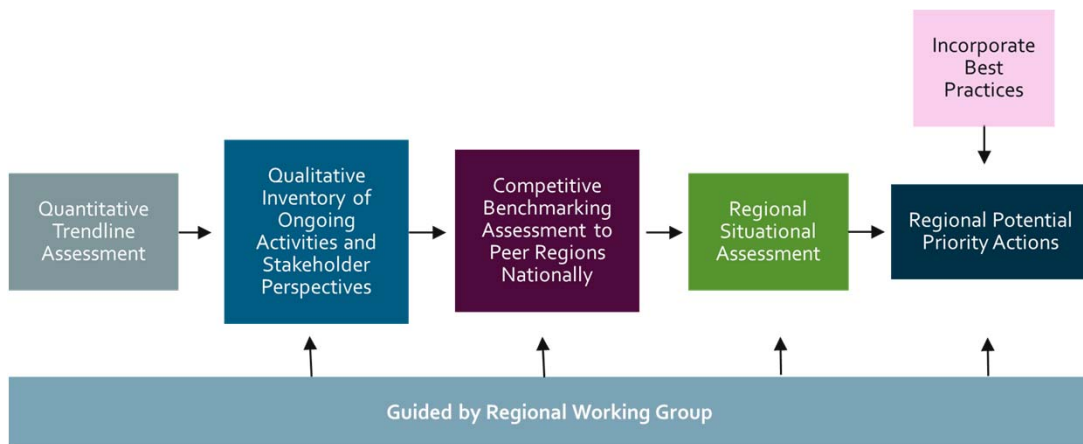 Incorporate
Best
Practices
Quantitative
Trendline
Assessment
Qualitative
Inventory of
Ongoing
Activities and
Stakeholder
Perspectives
Competitive
Benchmarking
Assessment to
Peer Regions
Nationally
Regional
Situational
Assessment
Regional Potential
Priority Actions
Guided by Regional Working Group